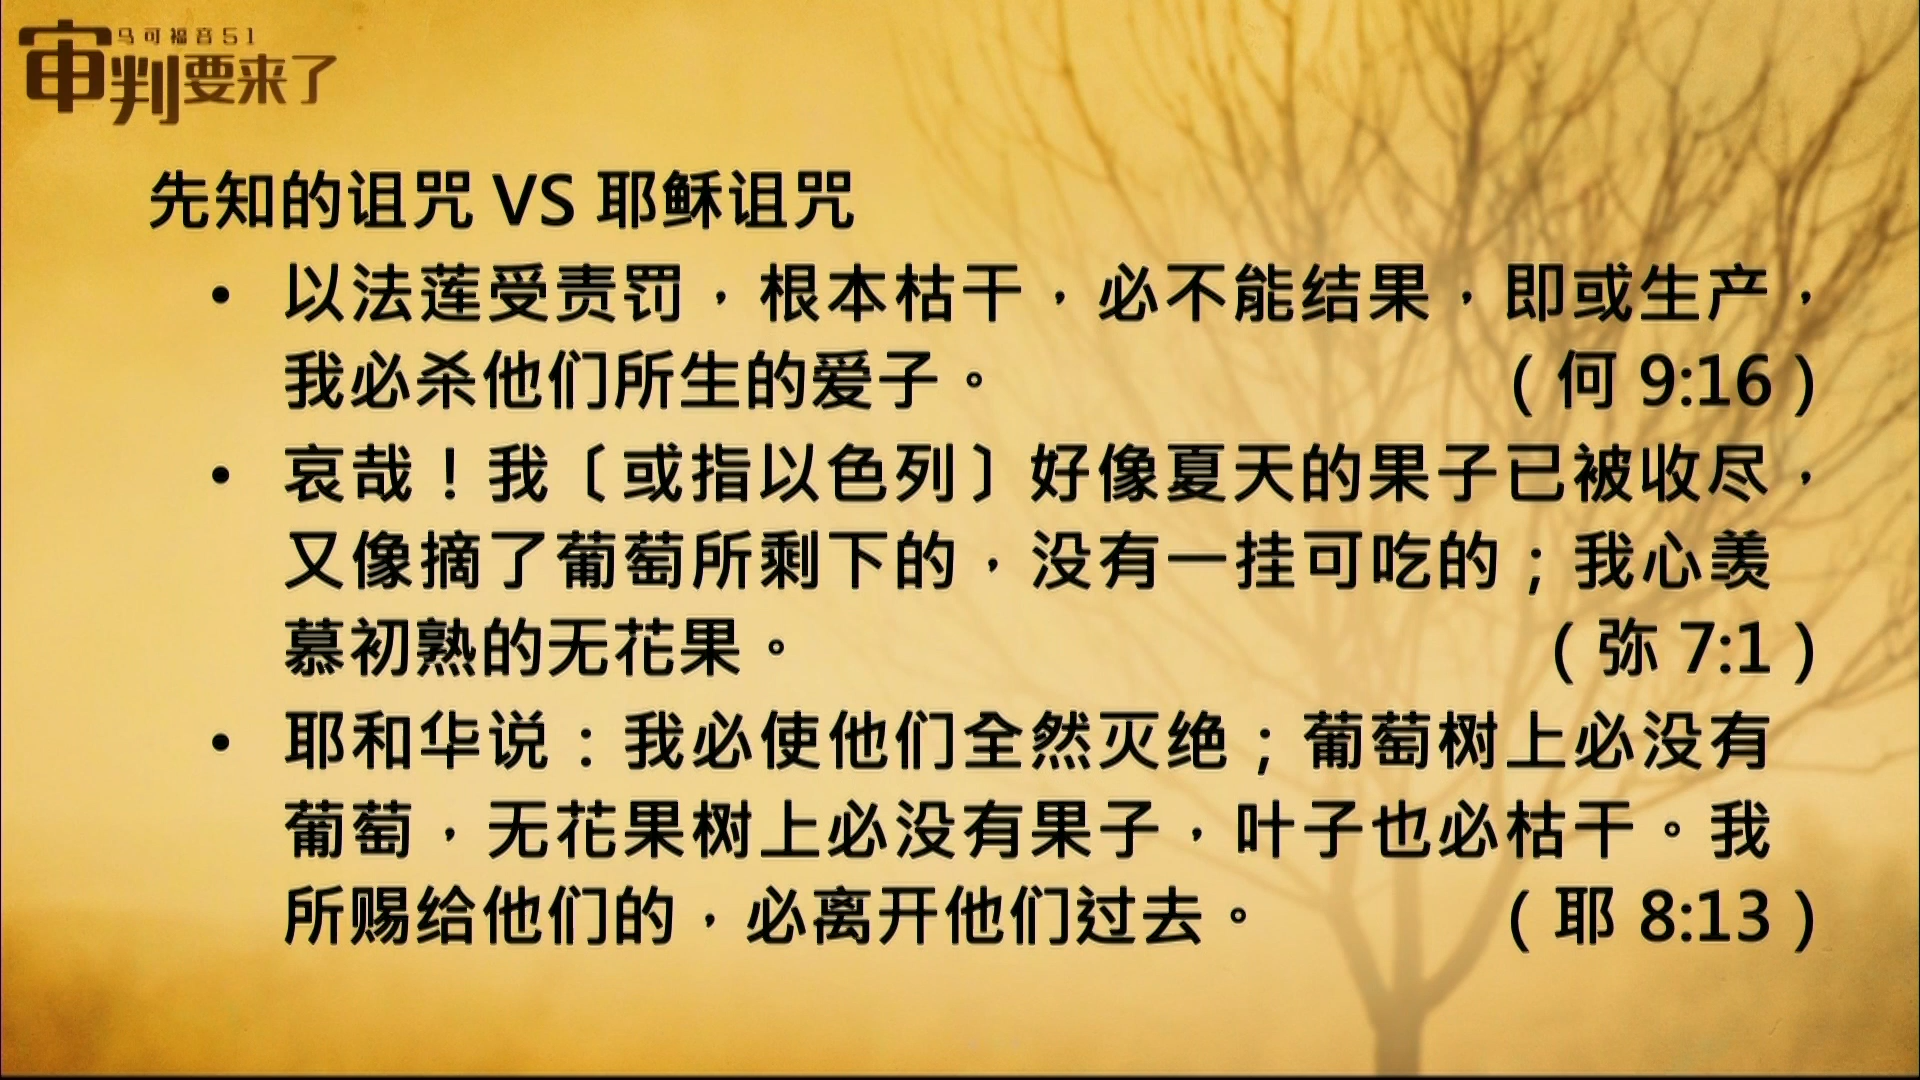 马可福音51
审判要来了
先知的诅咒 VS 耶稣诅咒
• 以法莲受责罚，根本枯干，必不能结果，即或生产，
我必杀他们所生的爱子。 （何 9:16）
• 哀哉！我〔或指以色列〕好像夏天的果子已被收尽，
又像摘了葡萄所剩下的，没有一挂可吃的；我心羡
慕初熟的无花果。 （弥 7:1）
• 耶和华说：我必使他们全然灭绝；葡萄树上必没有
葡萄，无花果树上必没有果子，叶子也必枯干。我
所赐给他们的，必离开他们过去。 （耶 8:13）